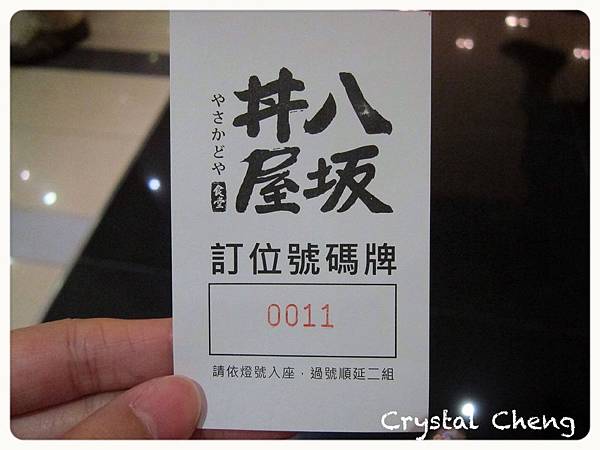 八坂
丼屋
やさかどや
食堂
訂位號碼牌
0011
請依燈號入座．過號順延二組
Crystal Cheng